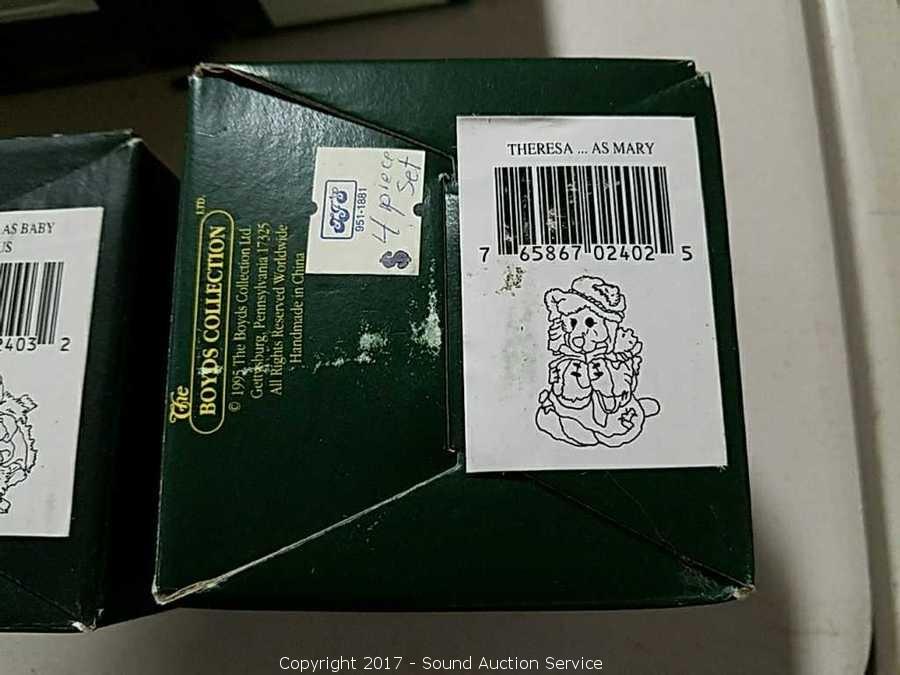 AS BABY
US
2403 2
The
BOYDS COLLECTION LTD.
© 1995 The Boyds Collection Ltd.
Gettysburg, Pennsylvania 17325
All Rights Reserved Worldwide
Handmade in China
951-1881
$ 4 piece
Set
THERESA ... AS MARY
7 65867 02402 5
Copyright 2017 - Sound Auction Service